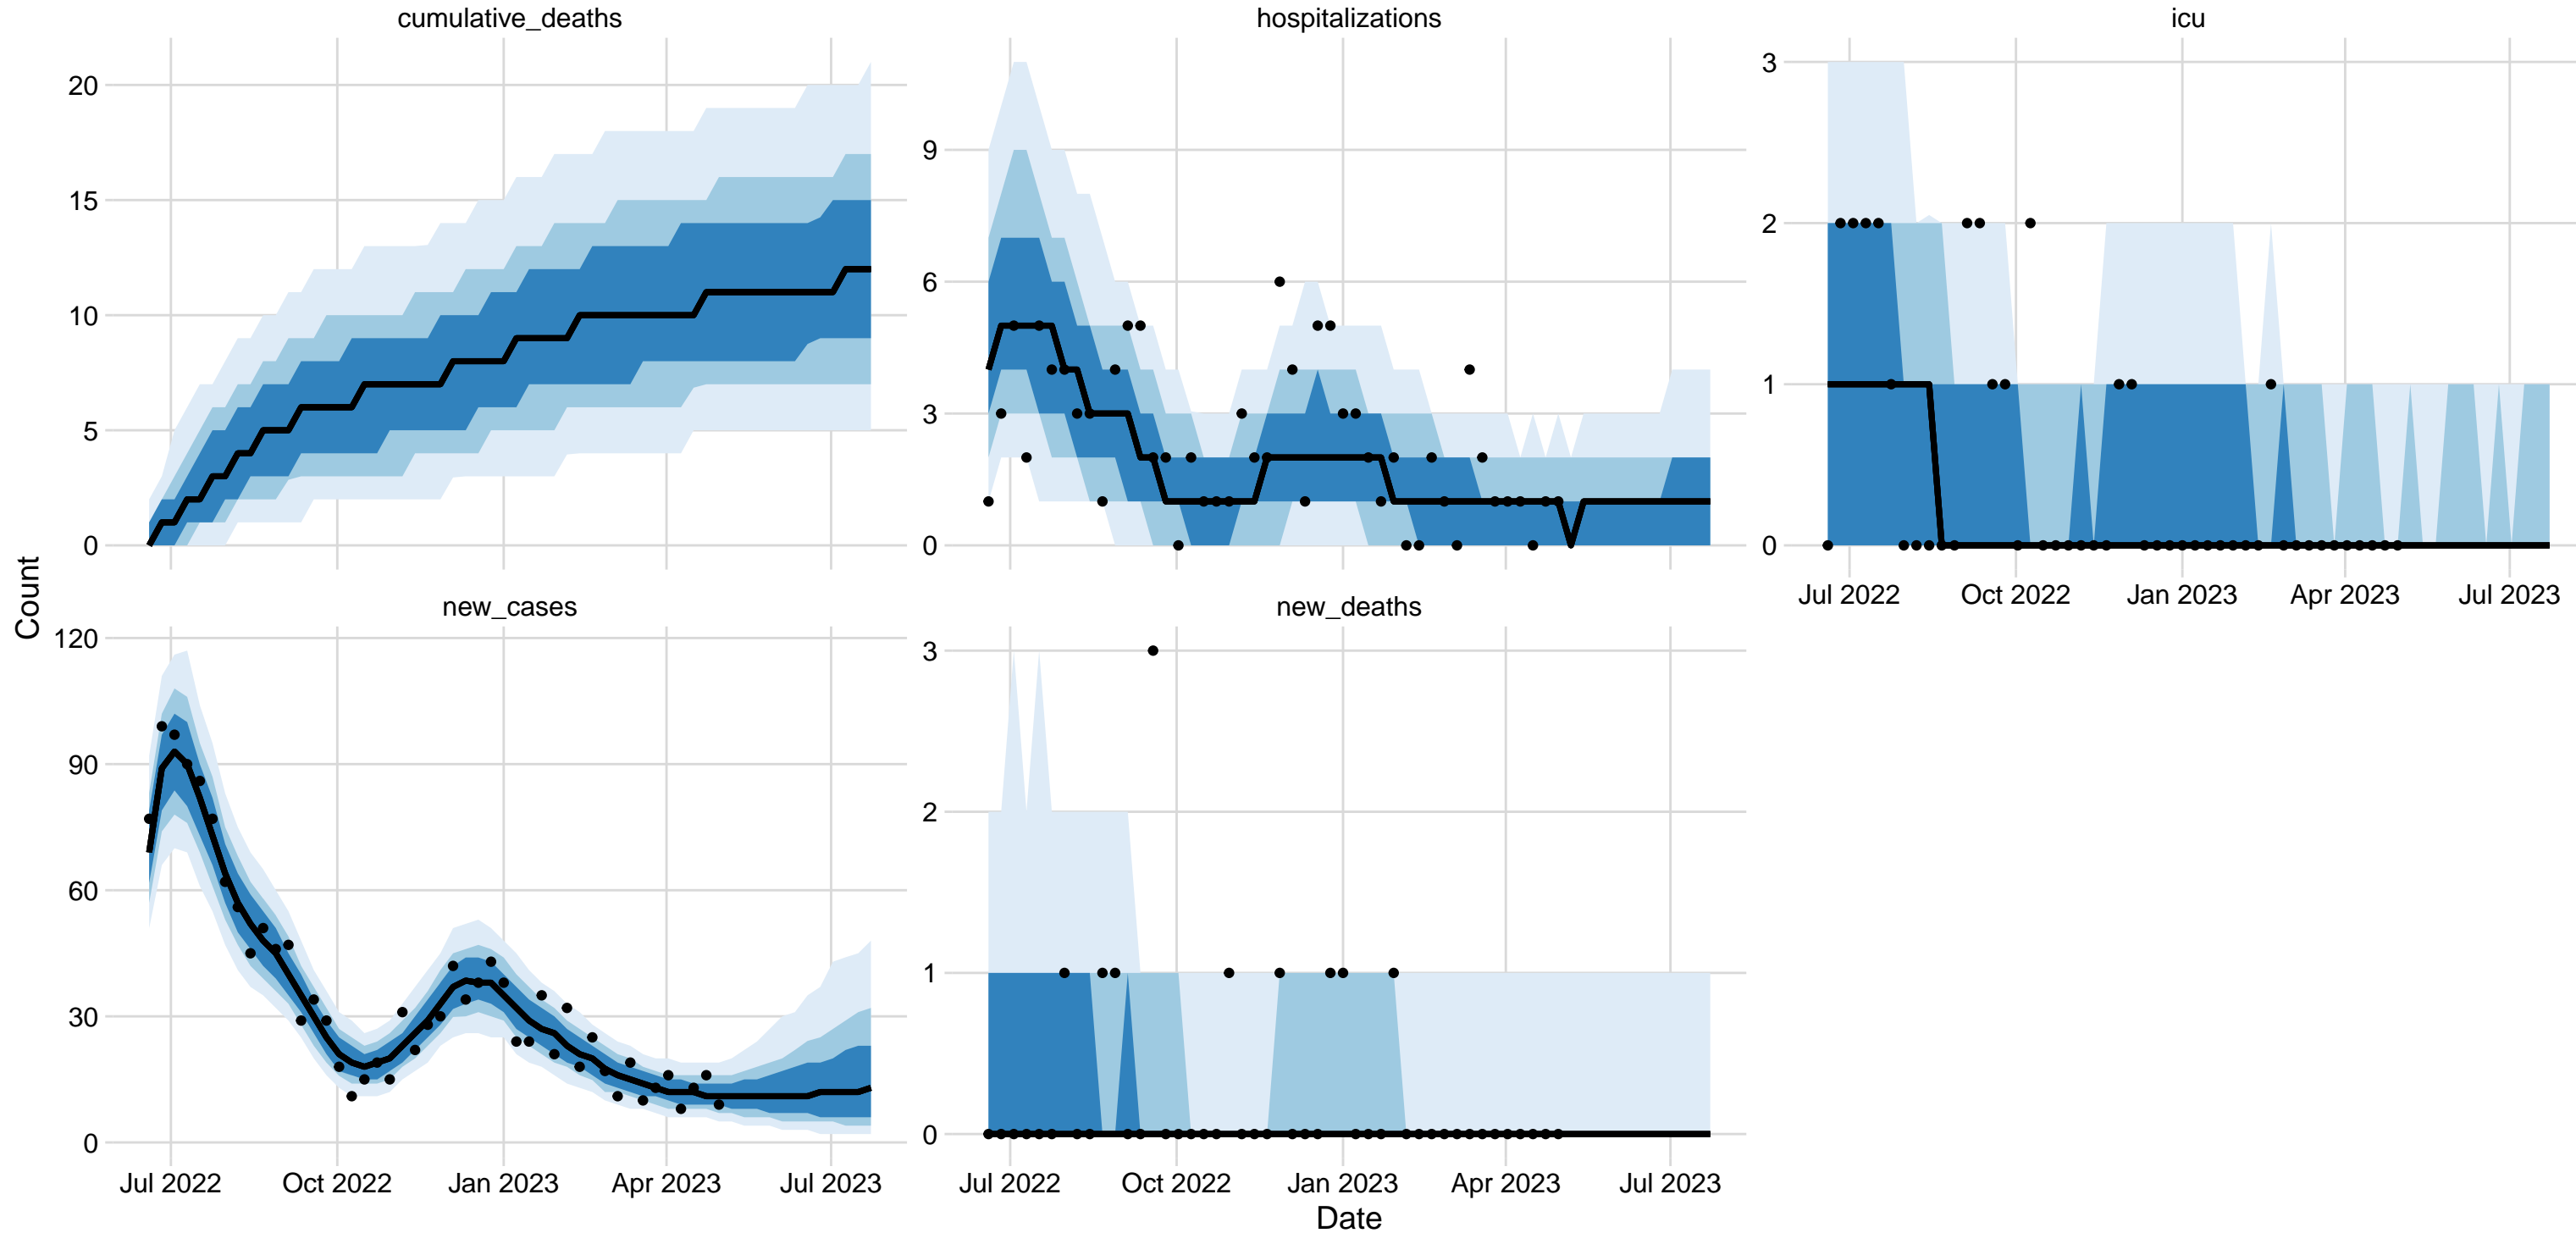 cumulative_deaths
hospitalizations
icu
20
15
10
5
0
9
6
3
0
3
2
1
0
Jul 2022
Oct 2022
Jan 2023
Apr 2023
Jul 2023
Count
new_cases
new_deaths
120
90
60
30
0
3
2
1
0
Jul 2022
Oct 2022
Jan 2023
Apr 2023
Jul 2023
Jul 2022
Oct 2022
Jan 2023
Apr 2023
Jul 2023
Date